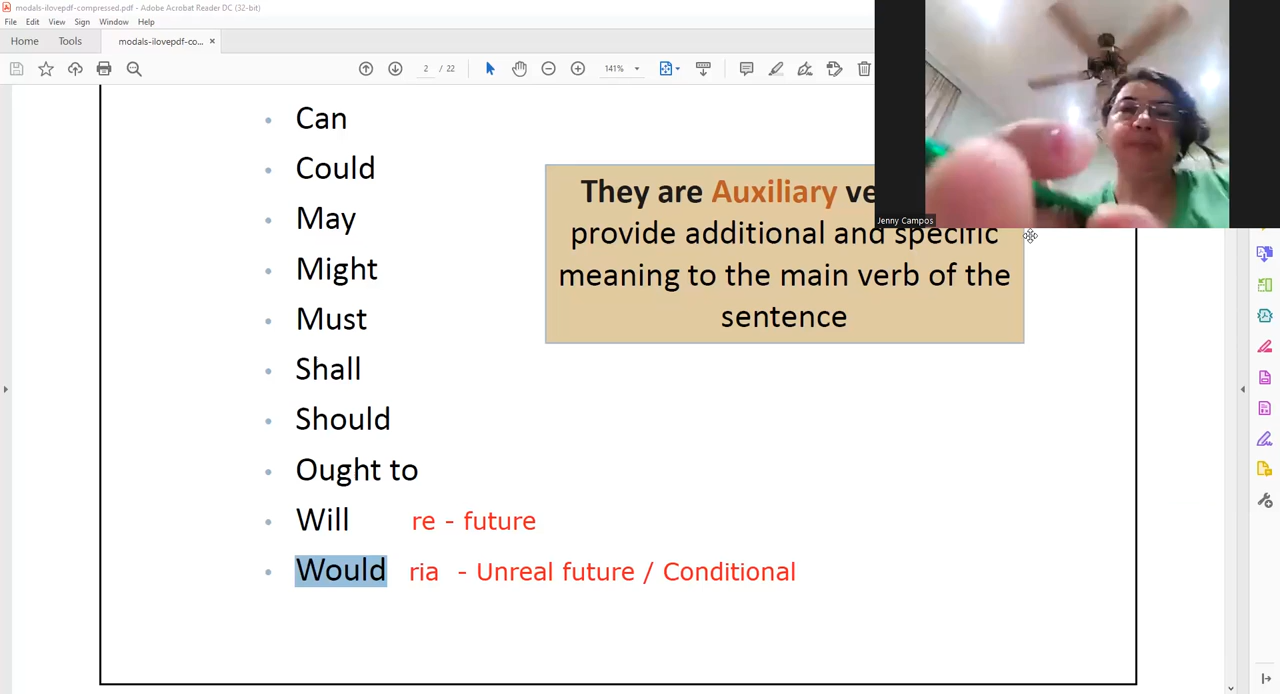 modals-ilovepdf-compressed.pdf - Adobe Acrobat Reader DC (32-bit)
File Edit View Sign Window Help
Home Tools modals-ilovepdf-co... ×
2 / 22 141%
Can
Could
May
Might
Must
Shall
Should
Ought to
Will re - future
Would ria - Unreal future / Conditional
They are Auxiliary ve
provide additional and specific
meaning to the main verb of the
sentence
Jenny Campos